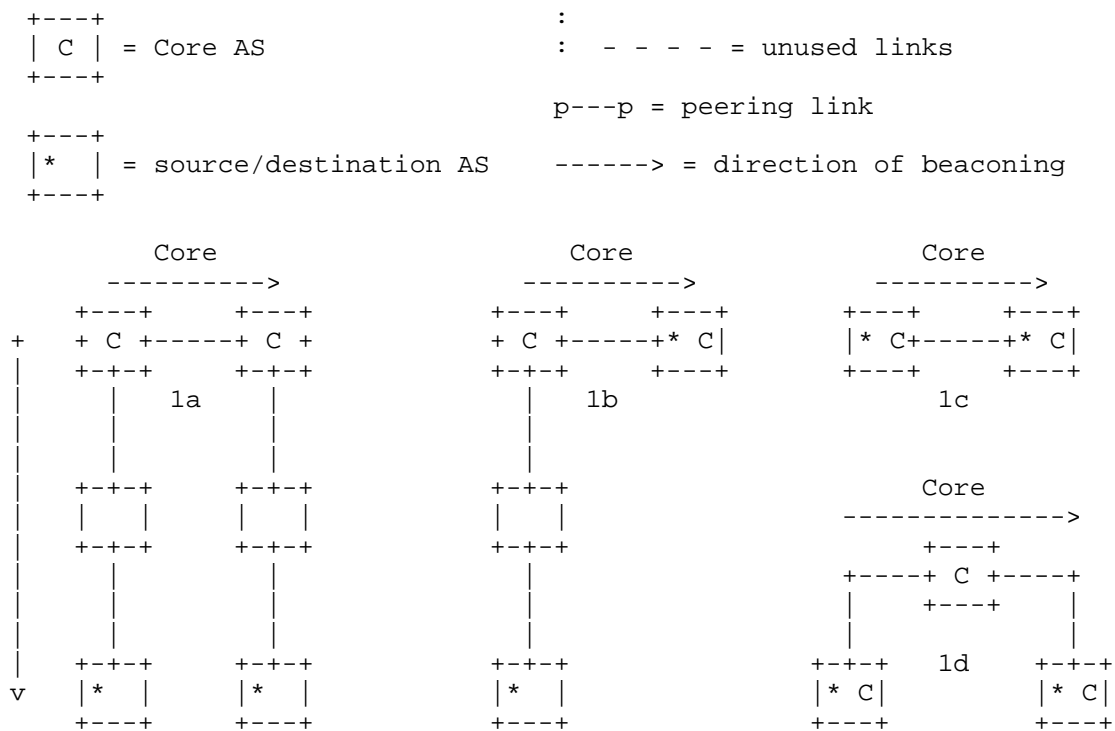 +---+                                  :
| C | = Core AS                        :  - - - - = unused links
+---+
                                       p---p = peering link
+---+
|*  | = source/destination AS    ------> = direction of beaconing
+---+

         Core                       Core                  Core
      ---------->                ---------->           ---------->
    +---+     +---+            +---+     +---+       +---+     +---+
+   + C +-----+ C +            + C +-----+* C|       |* C+-----+* C|
|   +-+-+     +-+-+            +-+-+     +---+       +---+     +---+
|     |   1a    |                |   1b                    1c
|     |         |                |
|     |         |                |
|   +-+-+     +-+-+            +-+-+                      Core
|   |   |     |   |            |   |                 -------------->
|   +-+-+     +-+-+            +-+-+                      +---+
|     |         |                |                   +----+ C +----+
|     |         |                |                   |    +---+    |
|     |         |                |                   |             |
|   +-+-+     +-+-+            +-+-+               +-+-+   1d    +-+-+
v   |*  |     |*  |            |*  |               |* C|         |* C|
    +---+     +---+            +---+               +---+         +---+